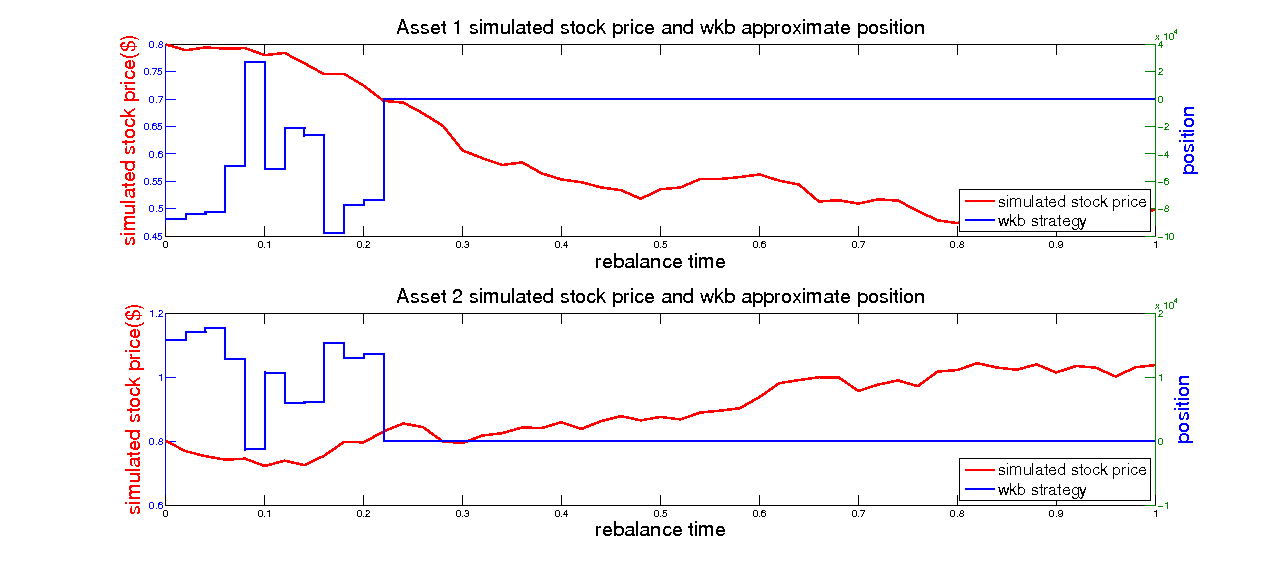 Asset 1 simulated stock price and wkb approximate position
simulated stock price($)
0.8
0.75
0.7
0.65
0.6
0.55
0.5
0.45
x 10^4
4
2
0
-2
-4
-6
-8
-10
position
simulated stock price
wkb strategy
0 0.1 0.2 0.3 0.4 0.5 0.6 0.7 0.8 0.9 1
rebalance time
Asset 2 simulated stock price and wkb approximate position
simulated stock price($)
1.2
1
0.8
0.6
x 10^4
2
1
0
-1
position
simulated stock price
wkb strategy
0 0.1 0.2 0.3 0.4 0.5 0.6 0.7 0.8 0.9 1
rebalance time